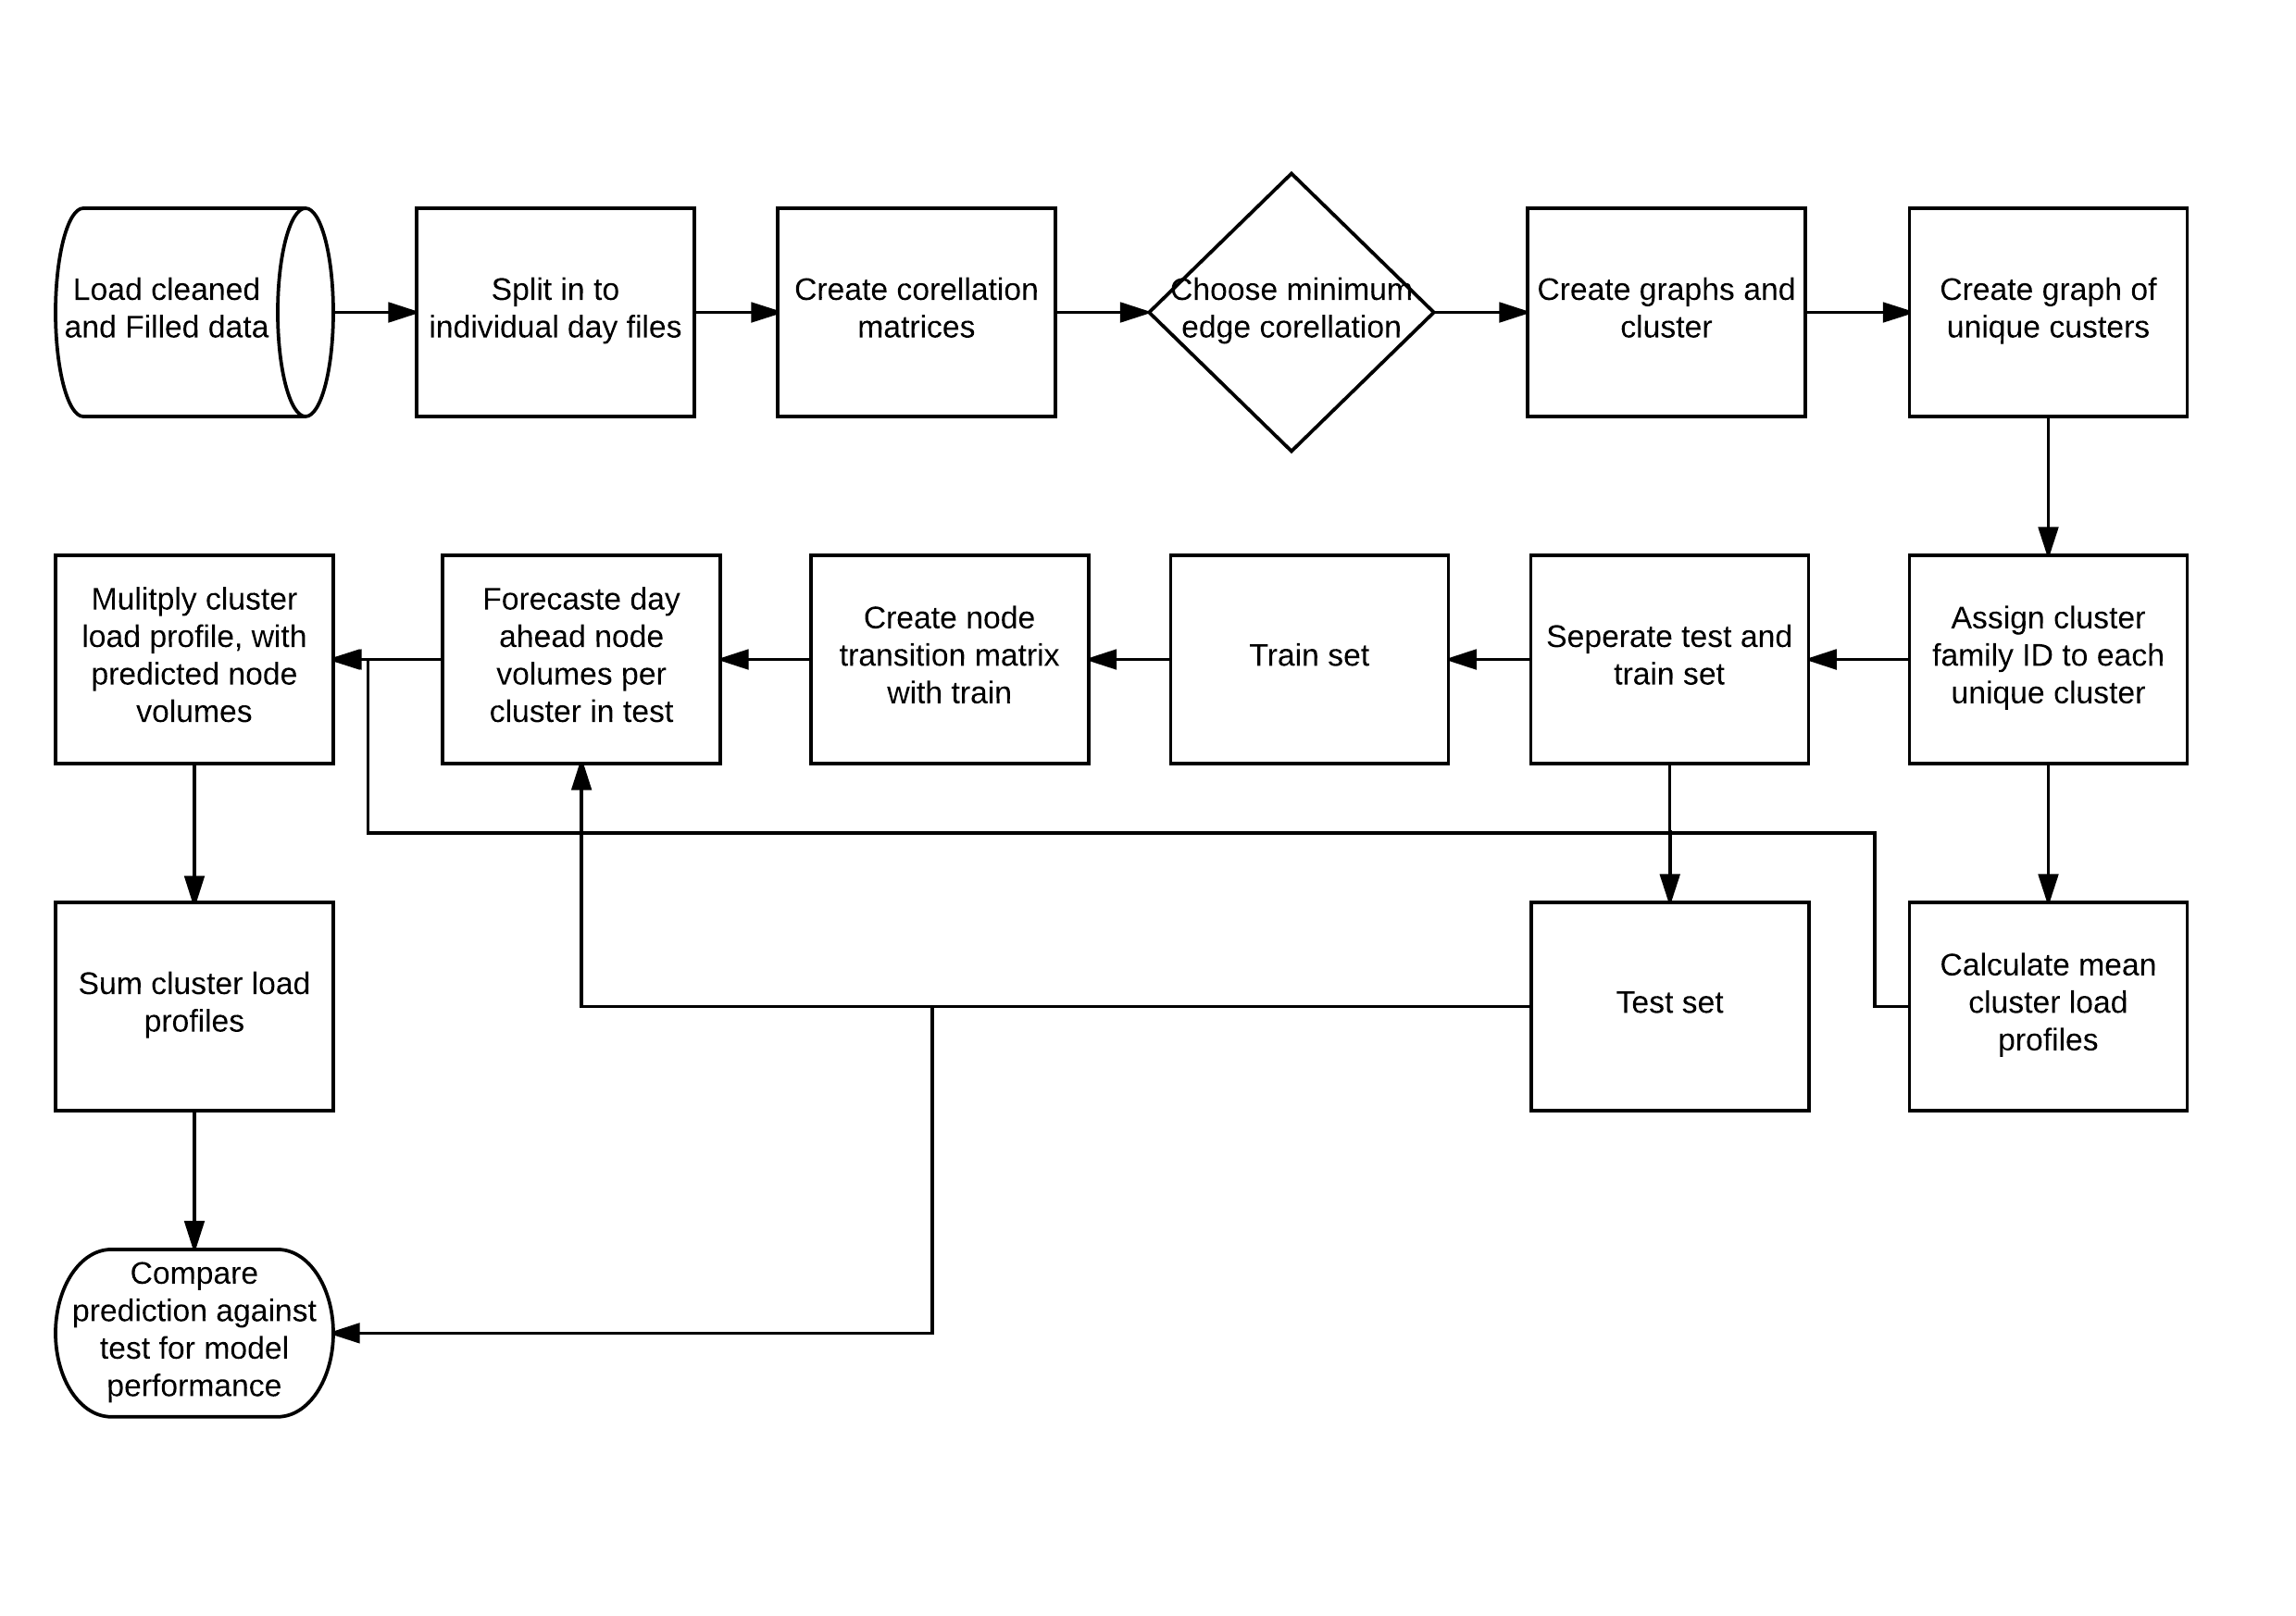 Load cleaned
and Filled data
Split in to
individual day files
Create corellation
matrices
Choose minimum
edge corellation
Create graphs and
cluster
Create graph of
unique custers
Mulitply cluster
load profile, with
predicted node
volumes
Forecaste day
ahead node
volumes per
cluster in test
Create node
transition matrix
with train
Train set
Seperate test and
train set
Assign cluster
family ID to each
unique cluster
Sum cluster load
profiles
Test set
Calculate mean
cluster load
profiles
Compare
prediction against
test for model
performance